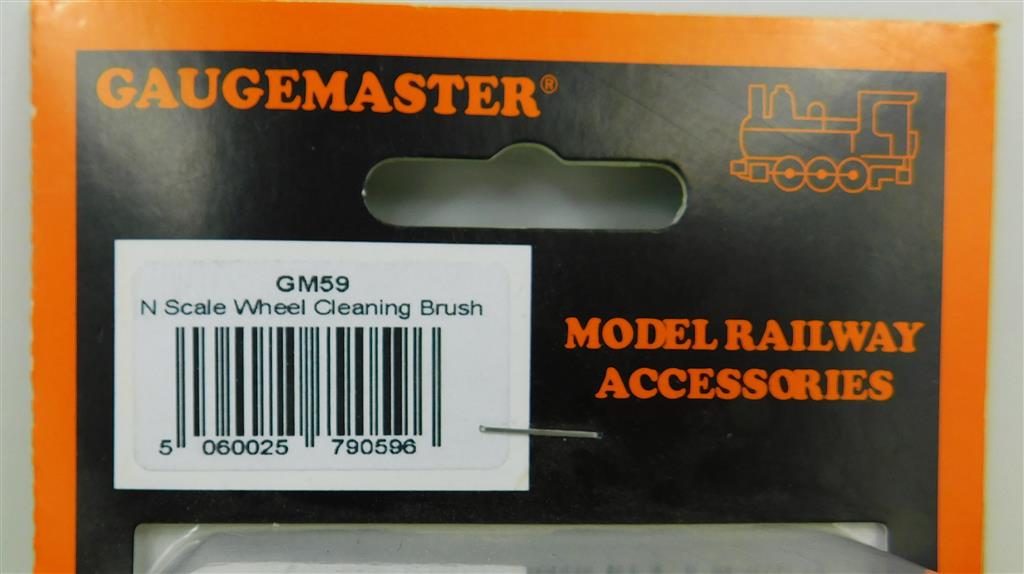 GAUGEMASTER®
GM59
N Scale Wheel Cleaning Brush
5 060025 790596
MODEL RAILWAY
ACCESSORIES